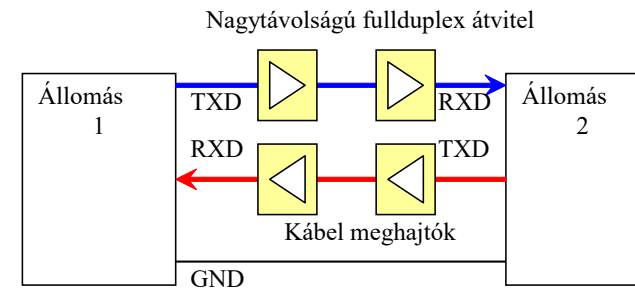 Nagytávolságú fullduplex átvitel
Állomás
1
TXD
RXD
Állomás
2
RXD
TXD
Kábel meghajtók
GND